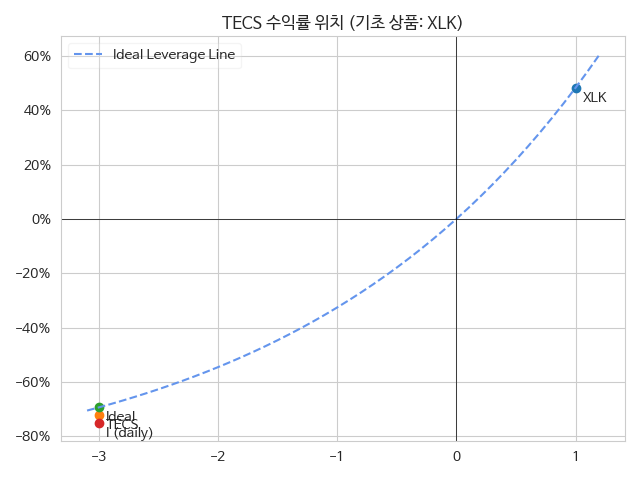 TECS 수익률 위치 (기초 상품: XLK)
Ideal Leverage Line
60%
40%
20%
0%
−20%
−40%
−60%
−80%
XLK
Ideal
TECS
I (daily)
−3
−2
−1
0
1